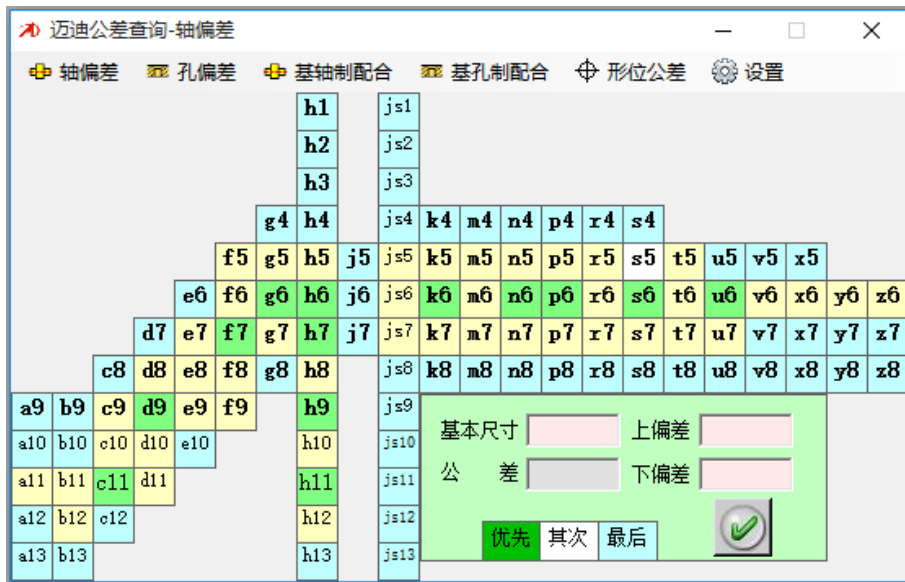 迈迪公差查询-轴偏差
轴偏差 孔偏差 基轴制配合 基孔制配合 形位公差 设置
h1 js1
h2 js2
h3 js3
g4 h4 js4 k4 m4 n4 p4 r4 s4
f5 g5 h5 j5 js5 k5 m5 n5 p5 r5 s5 t5 u5 v5 x5
e6 f6 g6 h6 j6 js6 k6 m6 n6 p6 r6 s6 t6 u6 v6 x6 y6 z6
d7 e7 f7 g7 h7 j7 js7 k7 m7 n7 p7 r7 s7 t7 u7 v7 x7 y7 z7
c8 d8 e8 f8 g8 h8 js8 k8 m8 n8 p8 r8 s8 t8 u8 v8 x8 y8 z8
a9 b9 c9 d9 e9 f9 h9 js9
a10 b10 c10 d10 e10 h10 js10
a11 b11 c11 d11 h11 js11
a12 b12 c12 h12 js12
a13 b13 h13 js13
基本尺寸 上偏差
公 差 下偏差
优先 其次 最后